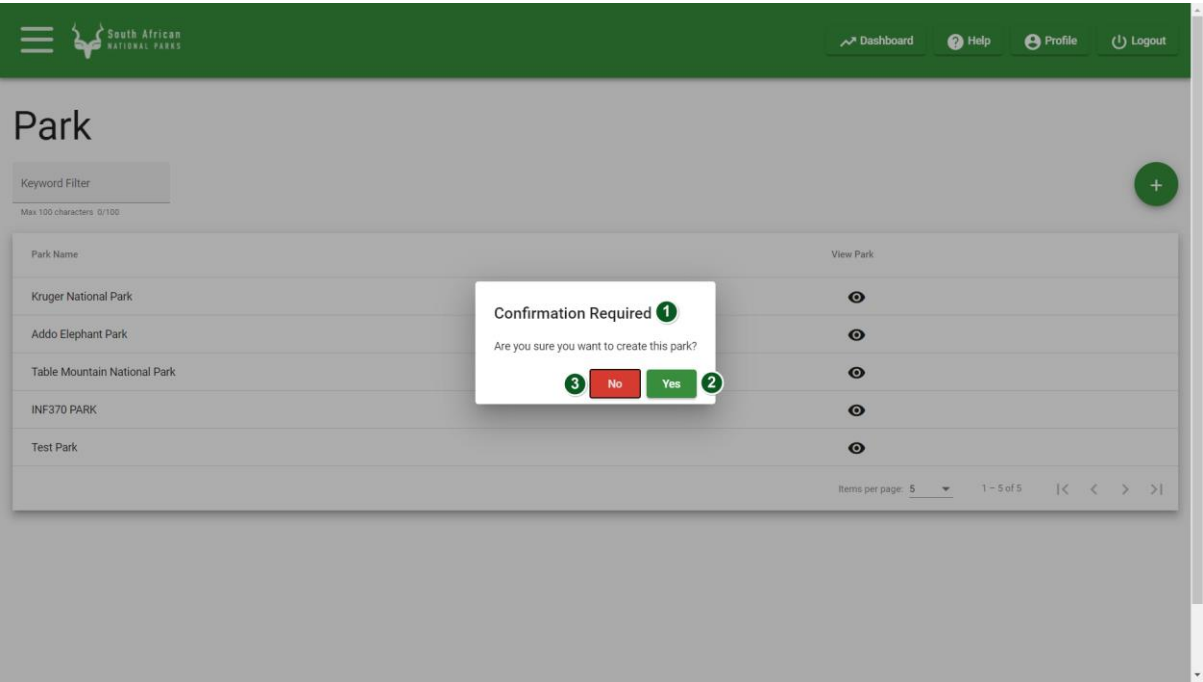 South African
NATIONAL PARKS
Dashboard
Help
Profile
Logout
Park
Keyword Filter
Max 100 characters 0/100
+
Park Name
View Park
Kruger National Park
Addo Elephant Park
Table Mountain National Park
INF370 PARK
Test Park
Confirmation Required 1
Are you sure you want to create this park?
3 No Yes 2
Items per page: 5 1 – 5 of 5